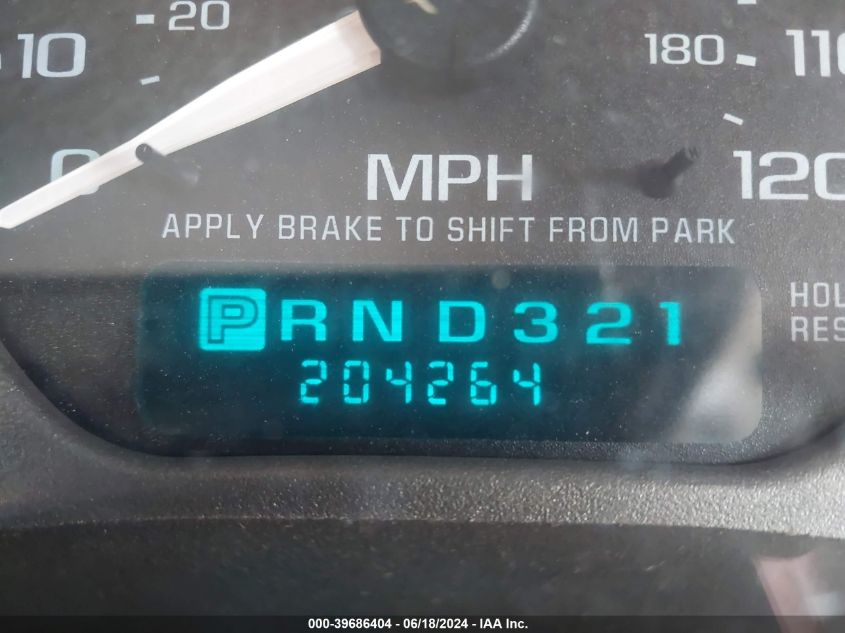 20
10
180
110
0
MPH
120
APPLY BRAKE TO SHIFT FROM PARK
PRND321
204264
000-39686404 - 06/18/2024 - IAA Inc.